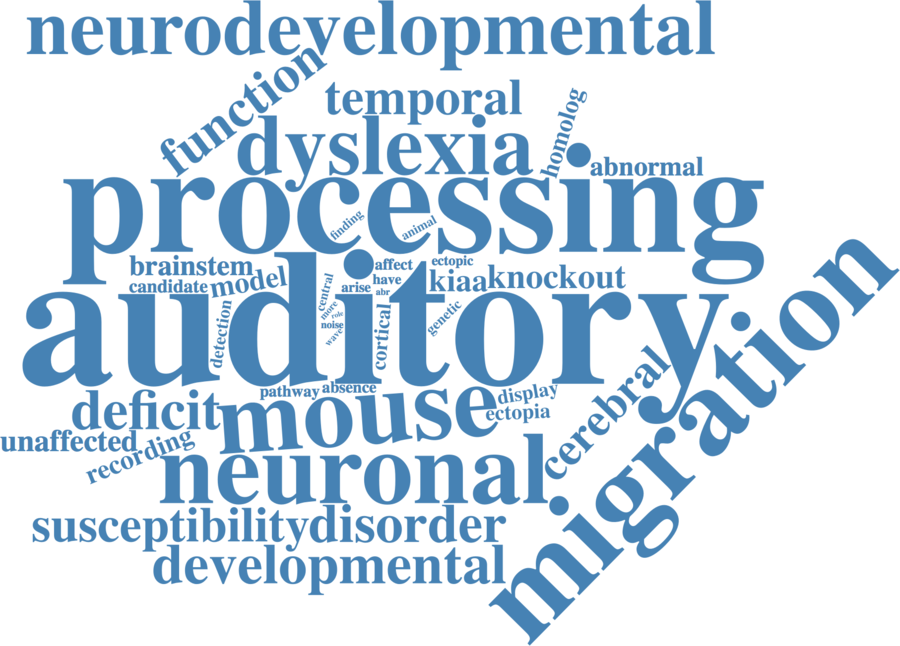 neurodevelopmental
function
temporal
homolog
dyslexia
abnormal
processing
finding
animal
migration
brainstem
affect
ectopic
candidate
model
central
arise
have
abr
kiaa
knockout
auditory
detection
more
role
noise
wave
cortical
genetic
pathway
absence
display
ectopia
cerebral
deficit
mouse
unaffected
recording
neuronal
susceptibility
disorder
developmental